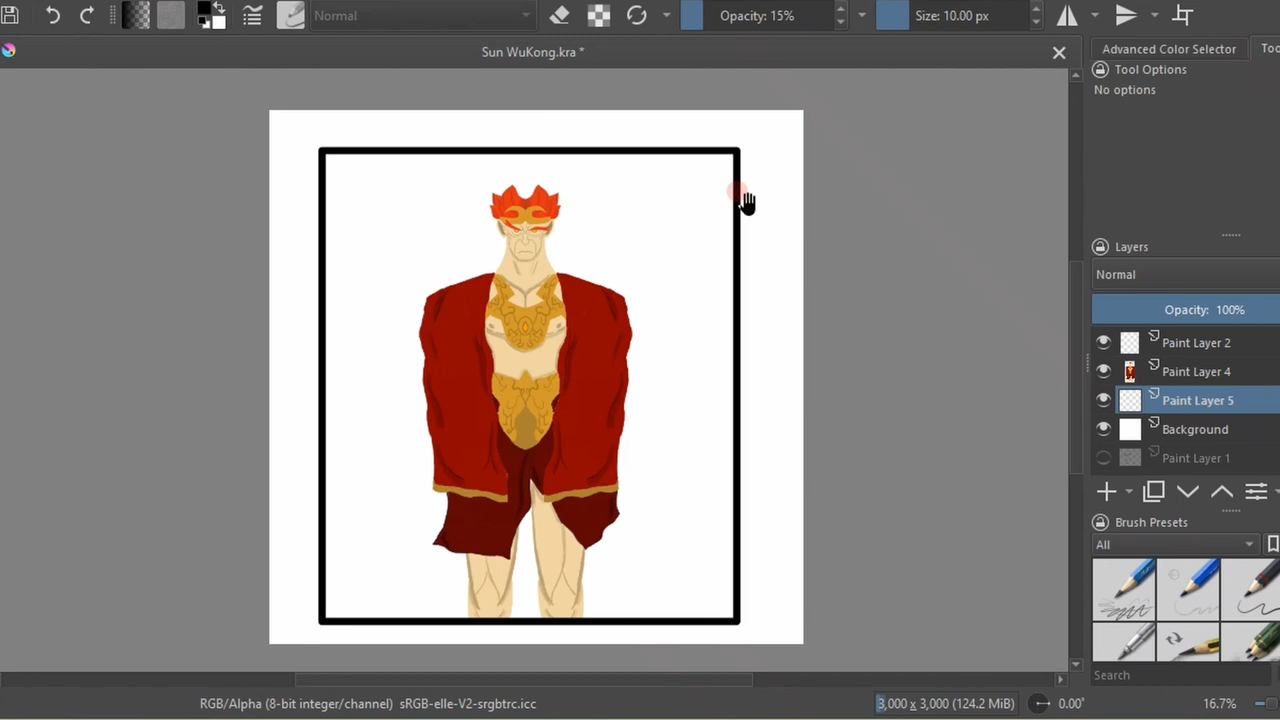 Normal
Opacity: 15%
Size: 10.00 px
Sun WuKong.kra *
Advanced Color Selector
Too
Tool Options
No options
Layers
Normal
Opacity: 100%
Paint Layer 2
Paint Layer 4
Paint Layer 5
Background
Paint Layer 1
Brush Presets
All
Search
RGB/Alpha (8-bit integer/channel) sRGB-elle-V2-srgbtrc.icc
3,000 x 3,000 (124.2 MiB)
0.00°
16.7%